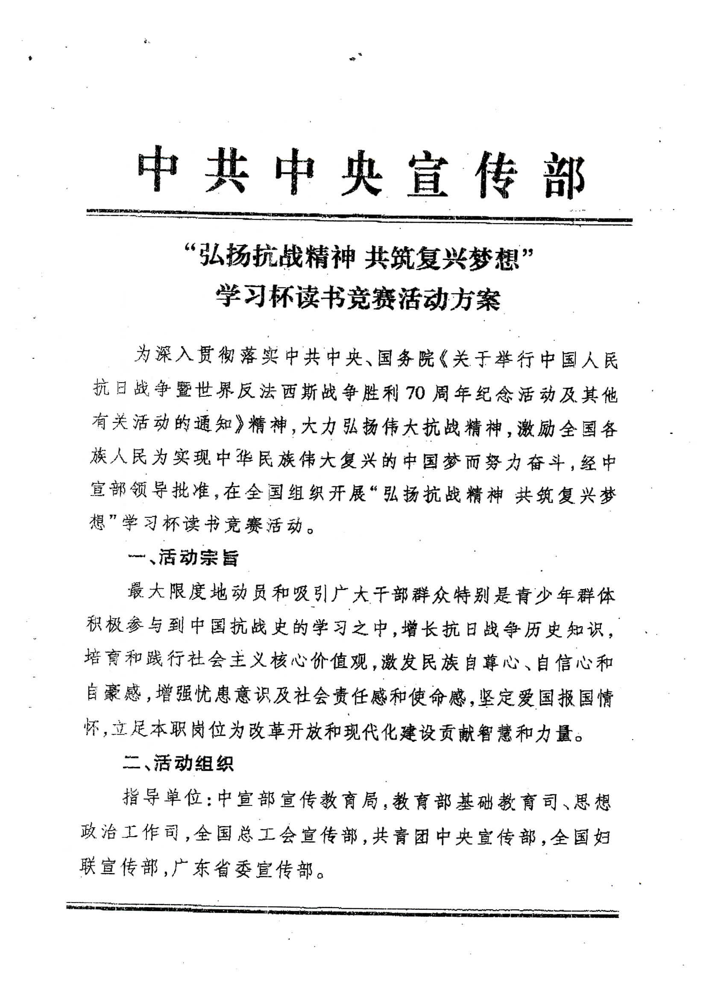 中共中央宣传部
“弘扬抗战精神 共筑复兴梦想”
学习杯读书竞赛活动方案
为深入贯彻落实中共中央、国务院《关于举行中国人民
抗日战争暨世界反法西斯战争胜利70周年纪念活动及其他
有关活动的通知》精神,大力弘扬伟大抗战精神,激励全国各
族人民为实现中华民族伟大复兴的中国梦而努力奋斗,经中
宣部领导批准,在全国组织开展“弘扬抗战精神 共筑复兴梦
想”学习杯读书竞赛活动。
一、活动宗旨
最大限度地动员和吸引广大干部群众特别是青少年群体
积极参与到中国抗战史的学习之中,增长抗日战争历史知识,
培育和践行社会主义核心价值观,激发民族自尊心、自信心和
自豪感,增强忧患意识及社会责任感和使命感,坚定爱国报国情
怀,立足本职岗位为改革开放和现代化建设贡献智慧和力量。
二、活动组织
指导单位:中宣部宣传教育局,教育部基础教育司、思想
政治工作司,全国总工会宣传部,共青团中央宣传部,全国妇
联宣传部,广东省委宣传部。